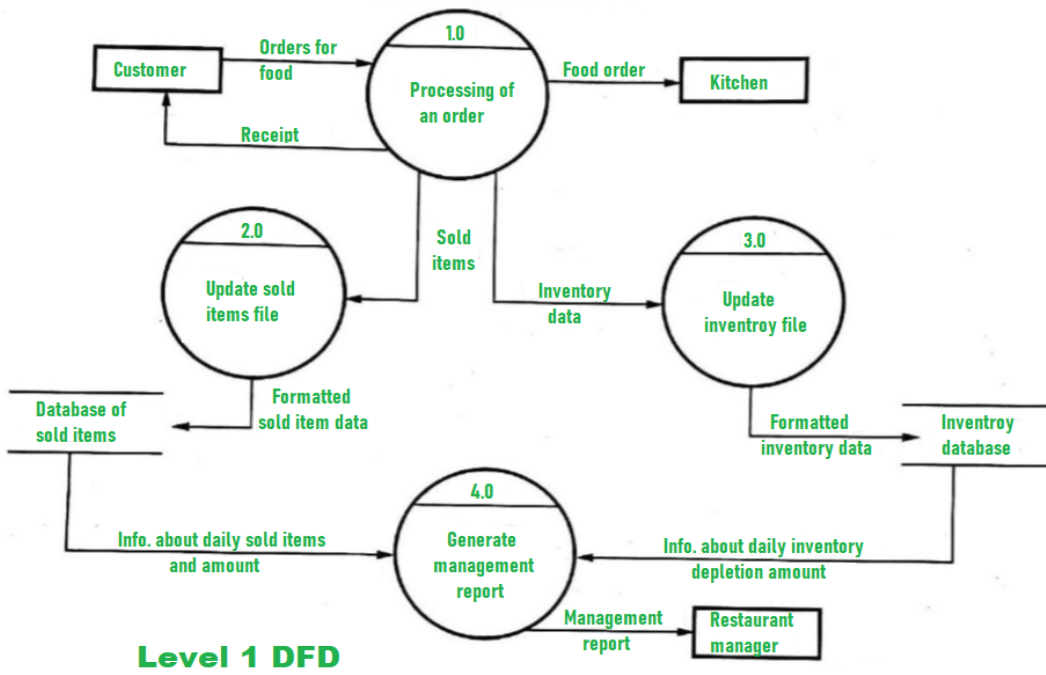 1.0
Orders for
food
Customer
Processing of
an order
Food order
Kitchen
Receipt
2.0
Update sold
items file
Sold
items
Inventory
data
3.0
Update
inventroy file
Database of
sold items
Formatted
sold item data
Formatted
inventory data
Inventroy
database
4.0
Generate
management
report
Info. about daily sold items
and amount
Info. about daily inventory
depletion amount
Management
report
Restaurant
manager
Level 1 DFD